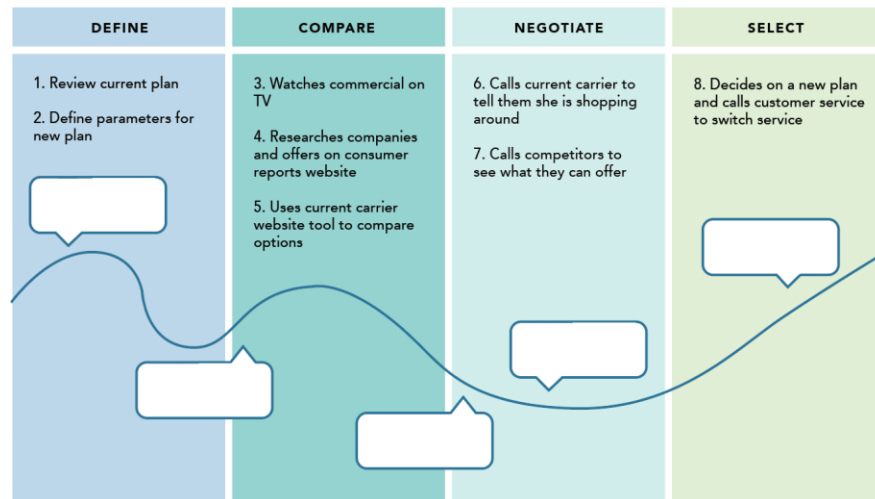 DEFINE
COMPARE
NEGOTIATE
SELECT
1. Review current plan
2. Define parameters for
new plan
3. Watches commercial on
TV
4. Researches companies
and offers on consumer
reports website
5. Uses current carrier
website tool to compare
options
6. Calls current carrier to
tell them she is shopping
around
7. Calls competitors to
see what they can offer
8. Decides on a new plan
and calls customer service
to switch service